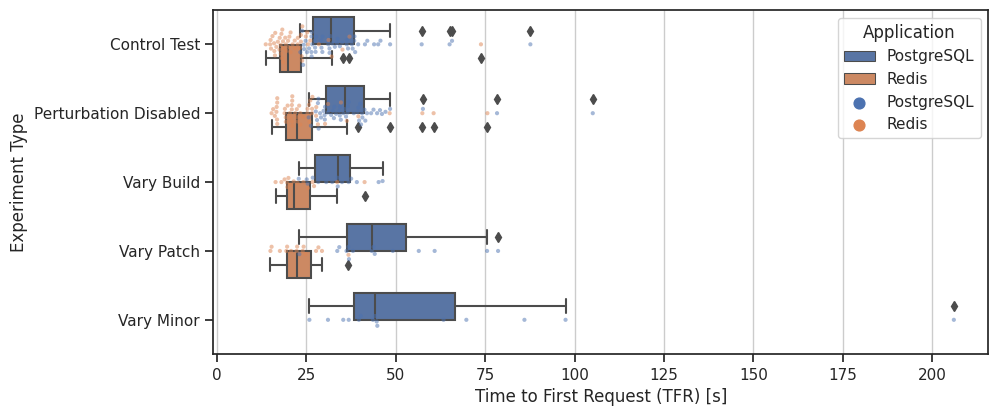 Application
PostgreSQL
Redis
PostgreSQL
Redis
Experiment Type
Control Test
Perturbation Disabled
Vary Build
Vary Patch
Vary Minor
0 25 50 75 100 125 150 175 200
Time to First Request (TFR) [s]